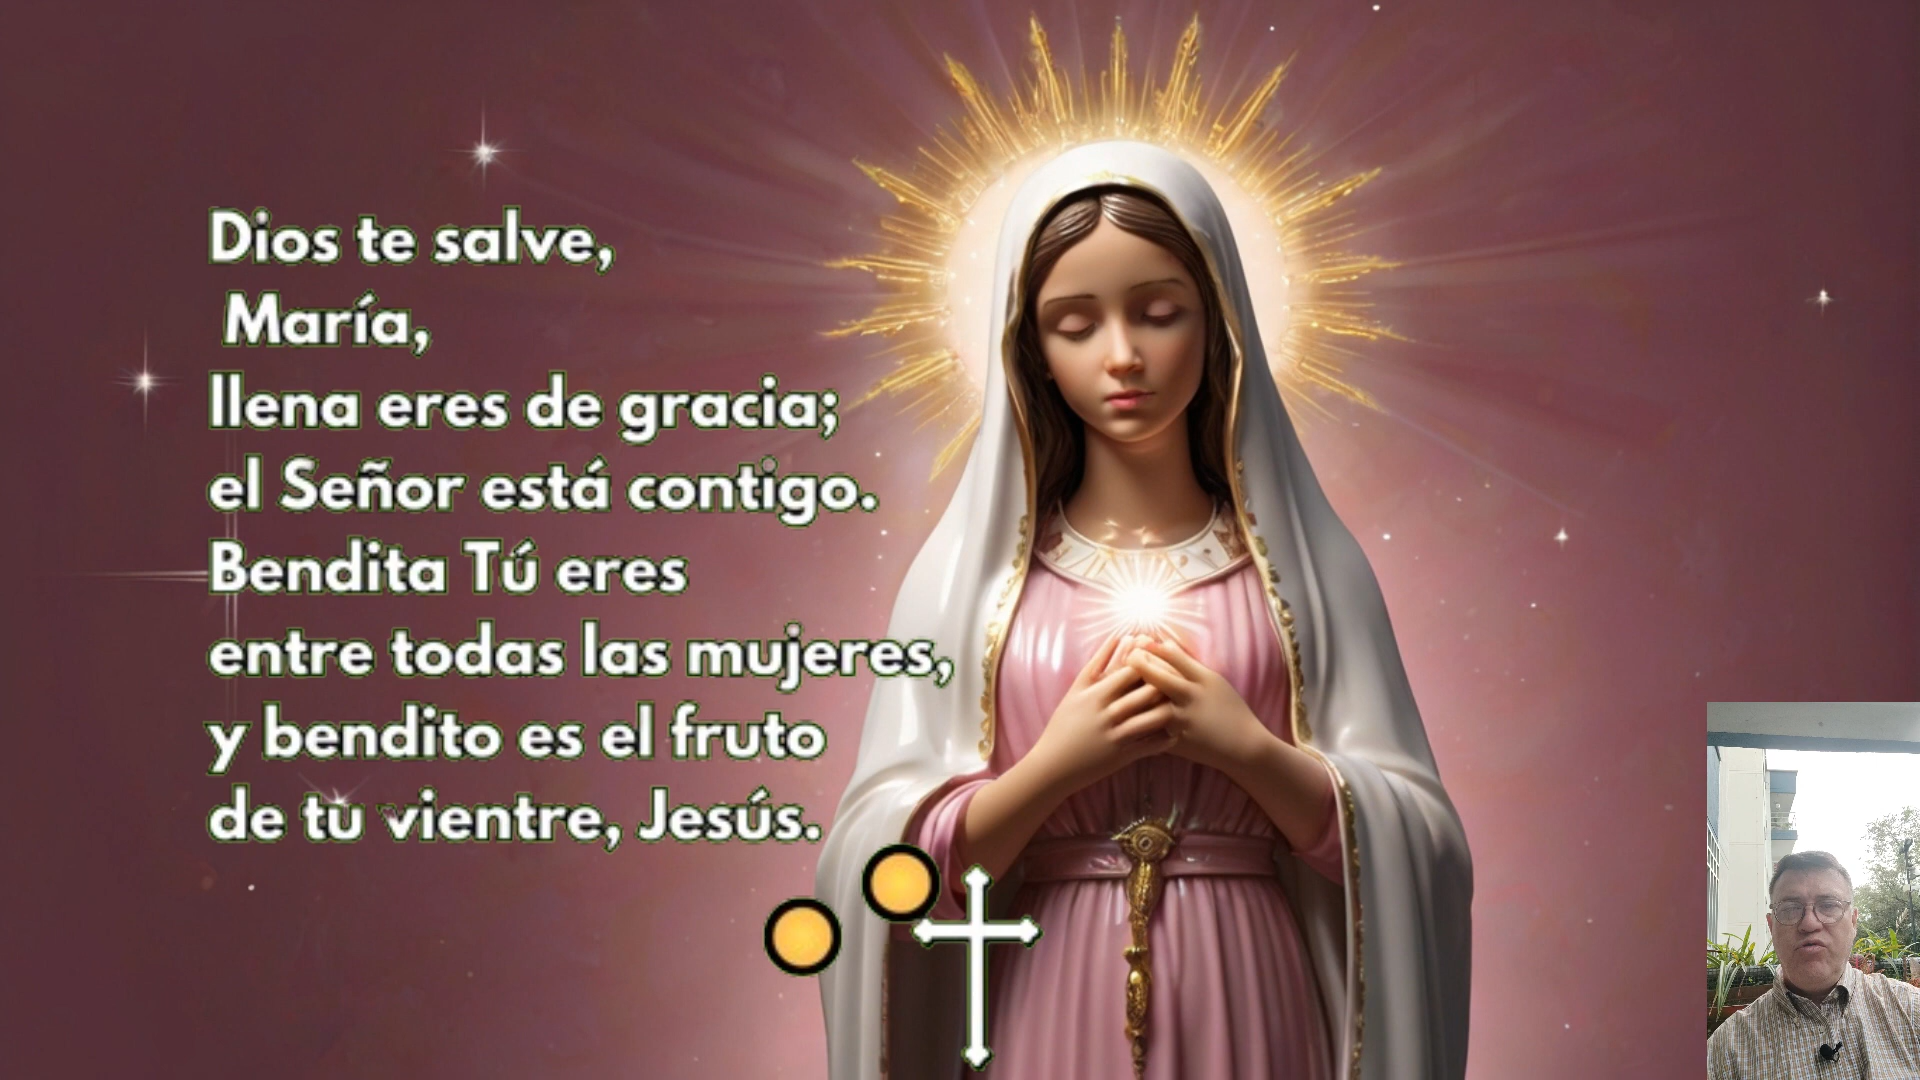 Dios te salve,
María,
llena eres de gracia;
el Señor está contigo.
Bendita Tú eres
entre todas las mujeres,
y bendito es el fruto
de tu vientre, Jesús.